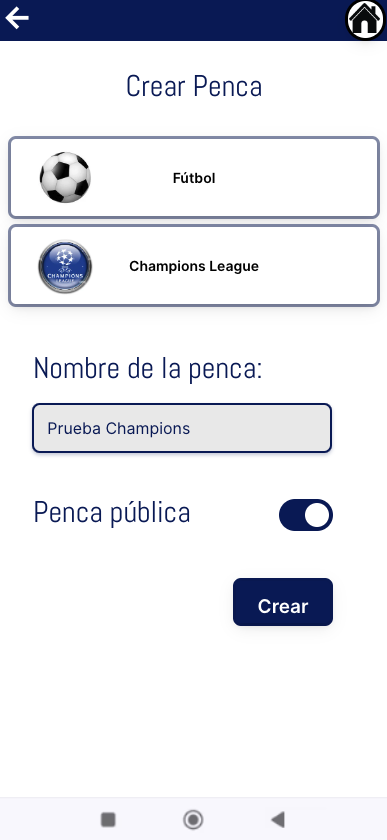 Crear Penca
Fútbol
CHAMPIONS
LEAGUE
Champions League
Nombre de la penca:
Prueba Champions
Penca pública
Crear